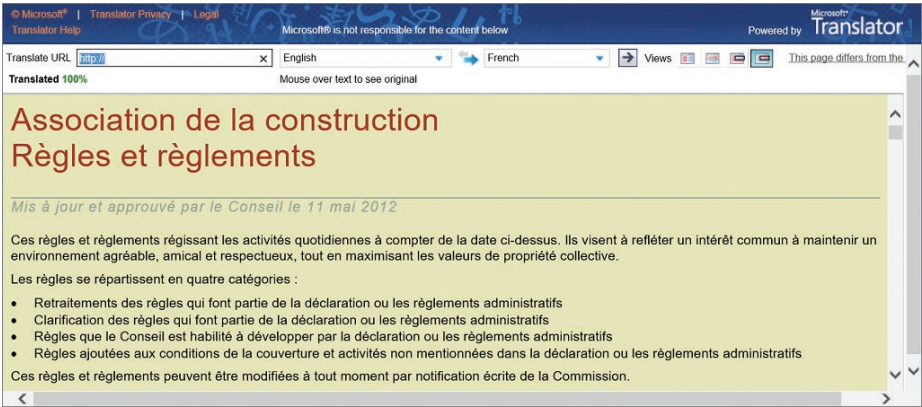 © Microsoft® | Translator Privacy | Legal
Microsoft®
Translator Help
Microsoft® is not responsible for the content below
Powered by Translator
Translate URL http:// x English French Views This page differs from the
Translated 100% Mouse over text to see original
Association de la construction
Règles et règlements
Mis à jour et approuvé par le Conseil le 11 mai 2012
Ces règles et règlements régissant les activités quotidiennes à compter de la date ci-dessus. Ils visent à refléter un intérêt commun à maintenir un
environnement agréable, amical et respectueux, tout en maximisant les valeurs de propriété collective.
Les règles se répartissent en quatre catégories :
• Retraitements des règles qui font partie de la déclaration ou les règlements administratifs
• Clarification des règles qui font partie de la déclaration ou les règlements administratifs
• Règles que le Conseil est habilité à développer par la déclaration ou les règlements administratifs
• Règles ajoutées aux conditions de la couverture et activités non mentionnées dans la déclaration ou les règlements administratifs
Ces règles et règlements peuvent être modifiées à tout moment par notification écrite de la Commission.